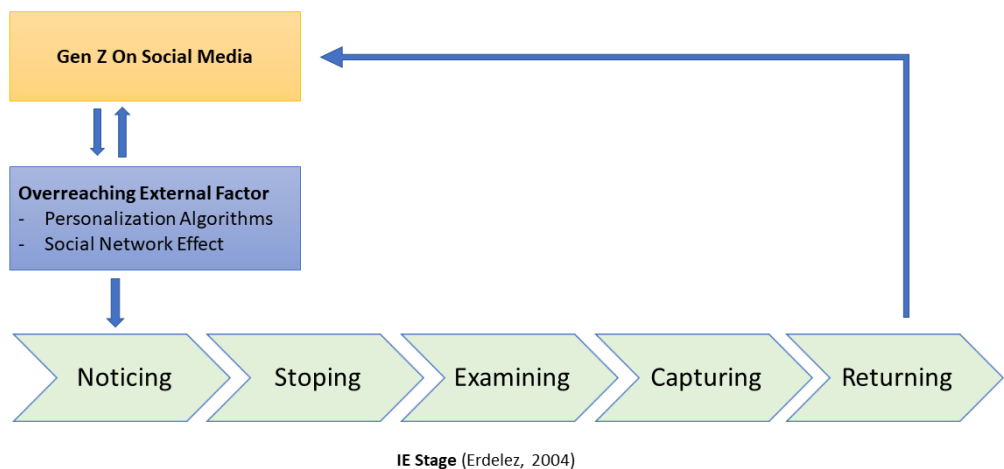 Gen Z On Social Media
Overreaching External Factor
- Personalization Algorithms
- Social Network Effect
Noticing
Stoping
Examining
Capturing
Returning
IE Stage (Erdelez, 2004)